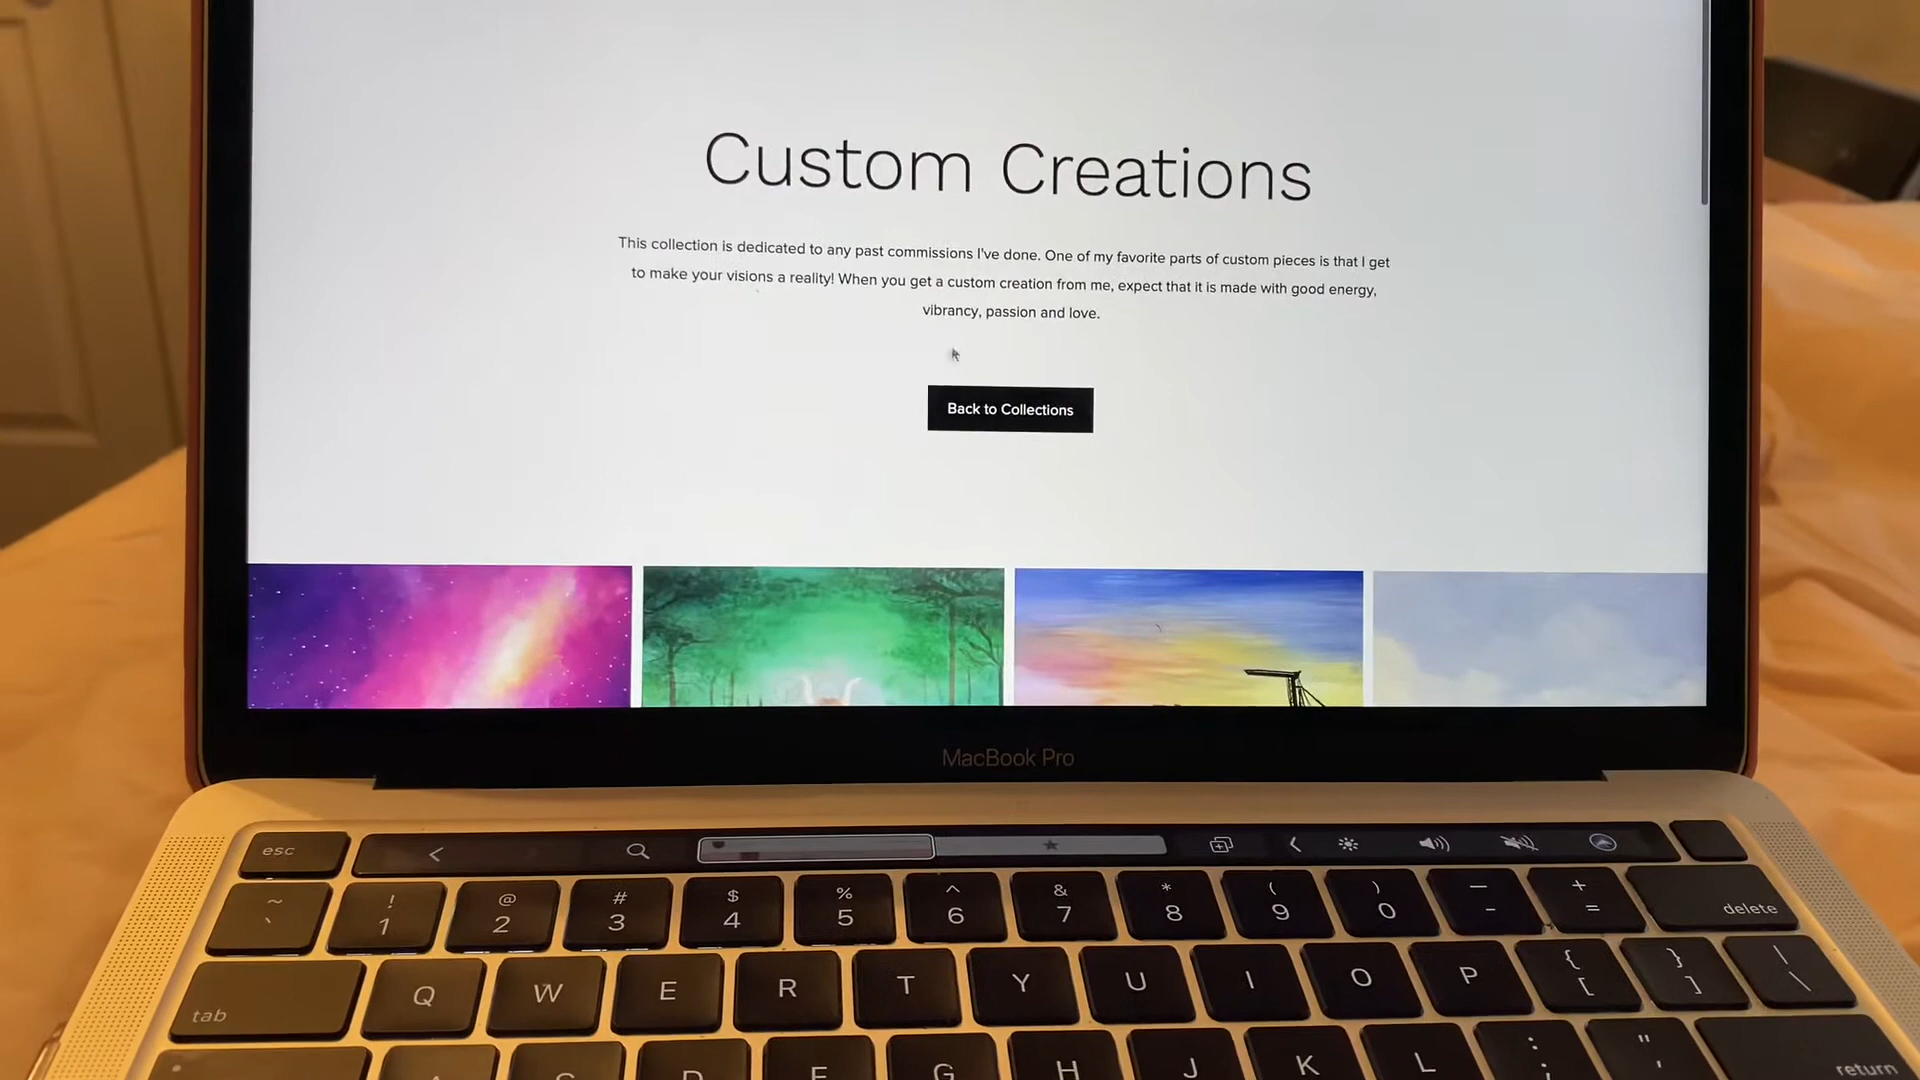 Custom Creations
This collection is dedicated to any past commissions I've done. One of my favorite parts of custom pieces is that I get
to make your visions a reality! When you get a custom creation from me, expect that it is made with good energy,
vibrancy, passion and love.
Back to Collections
MacBook Pro
esc
~ ! @ # $ % ^ & * ( ) — +
` 1 2 3 4 5 6 7 8 9 0 - = delete
{ } |
tab Q W E R T Y U I O P [ ] \
: "
G H J K L ; ' return